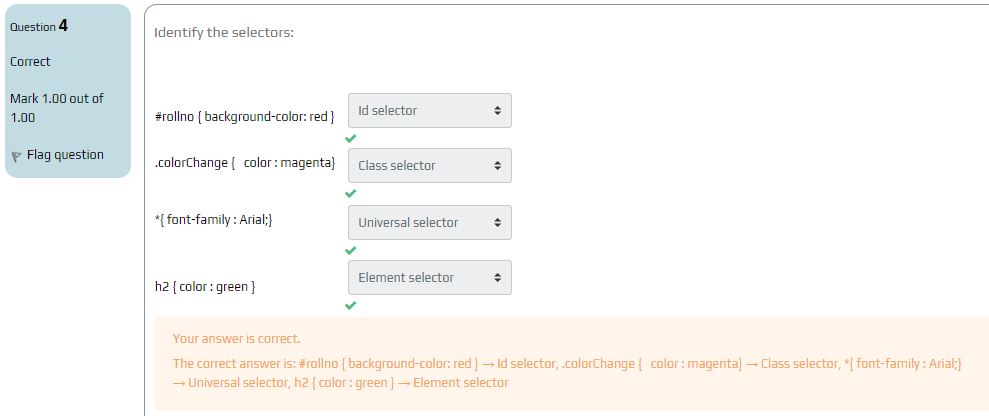 Question 4
Correct
Mark 1.00 out of
1.00
Flag question
Identify the selectors:
#rollno { background-color: red }
Id selector
.colorChange {   color : magenta}
Class selector
*{ font-family : Arial;}
Universal selector
h2 { color : green }
Element selector
Your answer is correct.
The correct answer is: #rollno { background-color: red } → Id selector, .colorChange {   color : magenta} → Class selector, *{ font-family : Arial;}
→ Universal selector, h2 { color : green } → Element selector